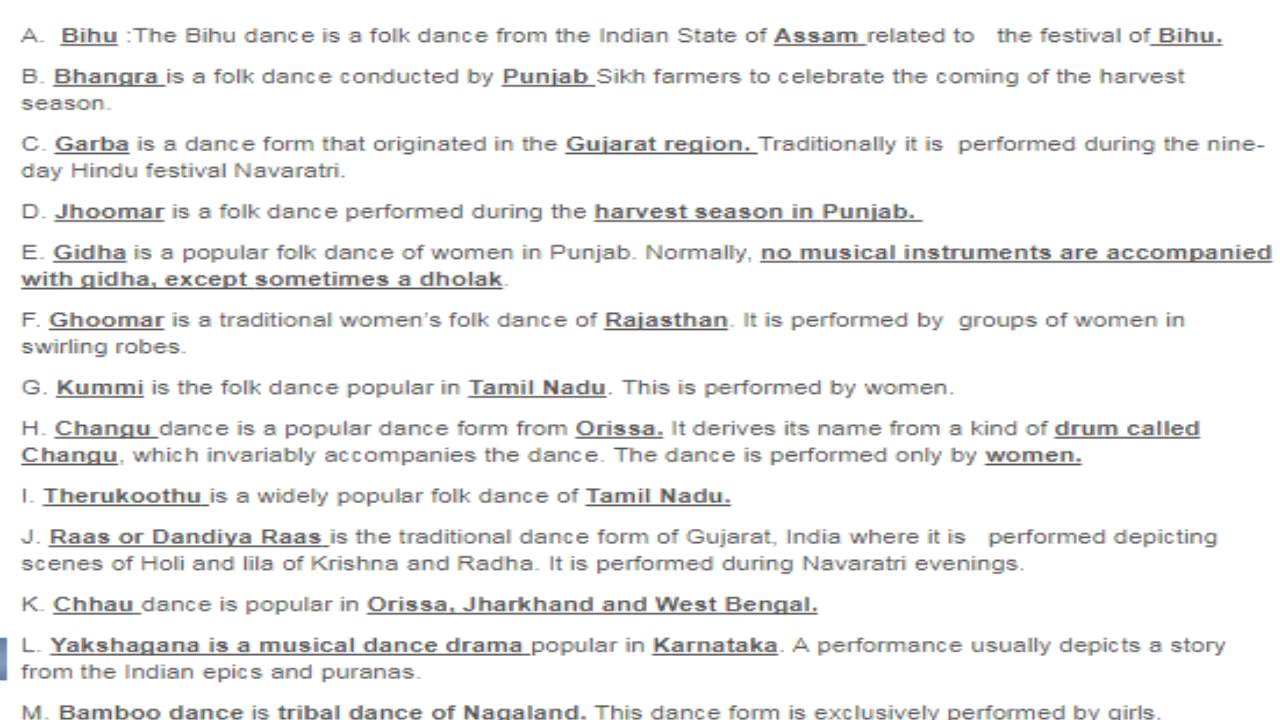 A. Bihu :The Bihu dance is a folk dance from the Indian State of Assam related to the festival of Bihu.
B. Bhangra is a folk dance conducted by Punjab Sikh farmers to celebrate the coming of the harvest
season.
C. Garba is a dance form that originated in the Gujarat region. Traditionally it is performed during the nine-
day Hindu festival Navaratri.
D. Jhoomar is a folk dance performed during the harvest season in Punjab.
E. Gidha is a popular folk dance of women in Punjab. Normally, no musical instruments are accompanied
with gidha, except sometimes a dholak.
F. Ghoomar is a traditional women's folk dance of Rajasthan. It is performed by groups of women in
swirling robes.
G. Kummi is the folk dance popular in Tamil Nadu. This is performed by women.
H. Changu dance is a popular dance form from Orissa. It derives its name from a kind of drum called
Changu, which invariably accompanies the dance. The dance is performed only by women.
I. Therukoothu is a widely popular folk dance of Tamil Nadu.
J. Raas or Dandiya Raas is the traditional dance form of Gujarat, India where it is performed depicting
scenes of Holi and lila of Krishna and Radha. It is performed during Navaratri evenings.
K. Chhau dance is popular in Orissa, Jharkhand and West Bengal.
L. Yakshagana is a musical dance drama popular in Karnataka. A performance usually depicts a story
from the Indian epics and puranas.
M. Bamboo dance is tribal dance of Nagaland. This dance form is exclusively performed by girls.